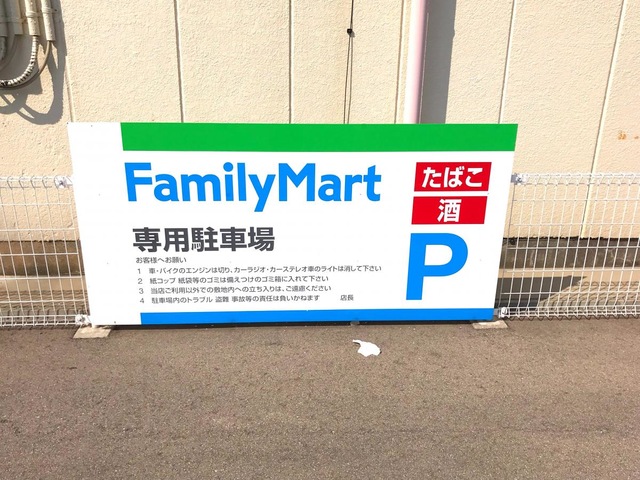 FamilyMart
たばこ
酒
専用駐車場
P
お客様へお願い
1 車・バイクのエンジンは切り、カーラジオ・カーステレオ車のライトは消して下さい
2 紙コップ 紙袋等のゴミは備えつけのゴミ箱に入れて下さい
3 当店ご利用以外での敷地内への立ち入りは、ご遠慮ください
4 駐車場内のトラブル 盗難 事故等の責任は負いかねます 店長